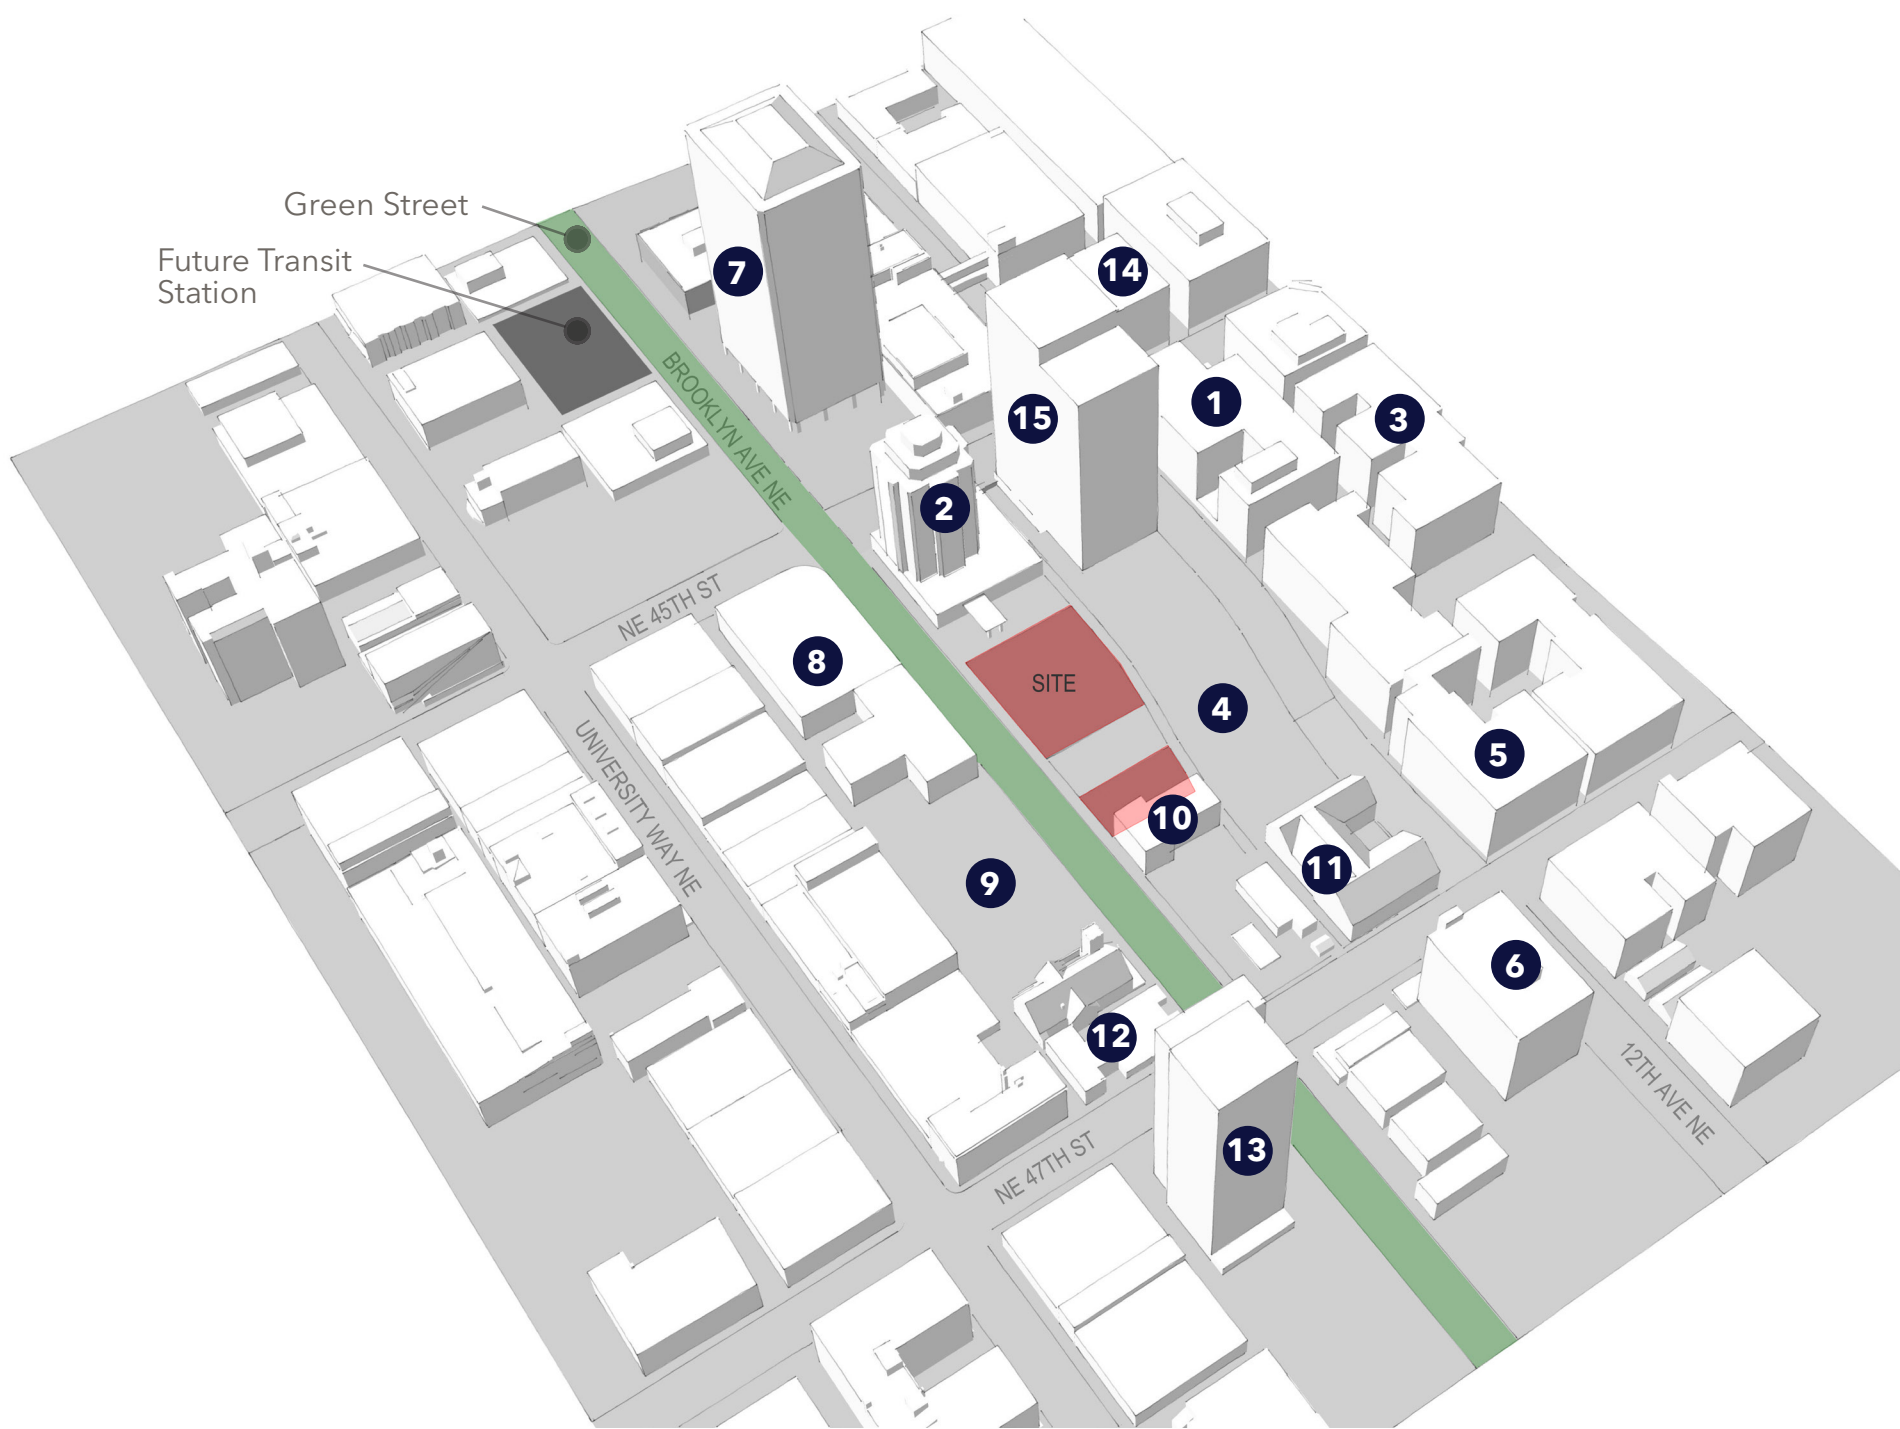 Green Street
Future Transit
Station
7
14
BROOKLYN AVE NE
15
1
3
2
NE 45TH ST
8
SITE
4
5
UNIVERSITY WAY NE
10
11
9
6
12
12TH AVE NE
13
NE 47TH ST